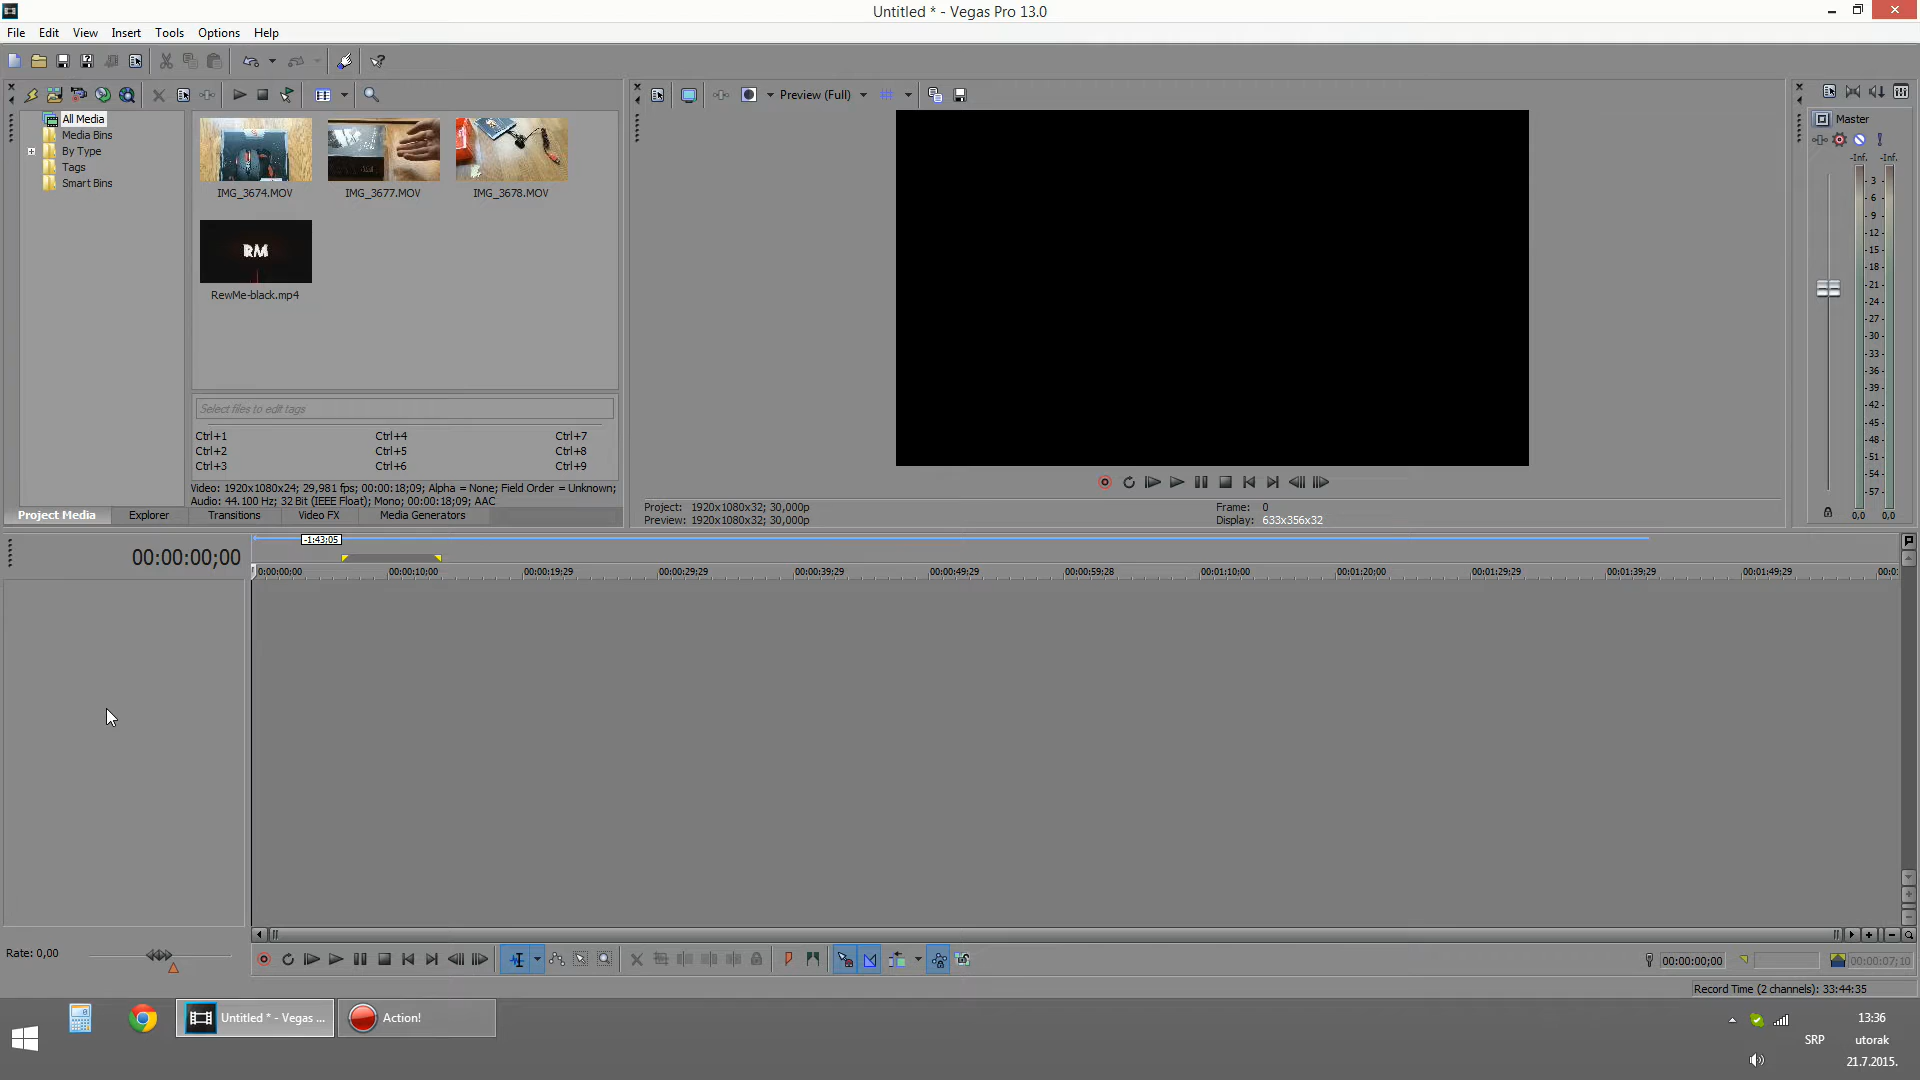 Untitled * - Vegas Pro 13.0
File Edit View Insert Tools Options Help
Preview (Full)
All Media
Media Bins
By Type
Tags
Smart Bins
IMG_3674.MOV IMG_3677.MOV IMG_3678.MOV
RM
RewMe-black.mp4
Select files to edit tags
Ctrl+1 Ctrl+4 Ctrl+7
Ctrl+2 Ctrl+5 Ctrl+8
Ctrl+3 Ctrl+6 Ctrl+9
Video: 1920x1080x24; 29,981 fps; 00:00:18;09; Alpha = None; Field Order = Unknown;
Audio: 44.100 Hz; 32 Bit (IEEE Float); Mono; 00:00:18;09, AAC
Project Media Explorer Transitions Video FX Media Generators
Project: 1920x1080x32; 30,000p
Preview: 1920x1080x32; 30,000p
Frame: 0
Display: 633x356x32
Master
-Inf. -Inf.
- 3 -
- 6 -
- 9 -
- 12 -
- 15 -
- 18 -
- 21 -
- 24 -
- 27 -
- 30 -
- 33 -
- 36 -
- 39 -
- 42 -
- 45 -
- 48 -
- 51 -
- 54 -
- 57 -
0,0 0,0
00:00:00;00
-1:43;05
0:00:00;00 00:00:10;00 00:00:19;29 00:00:29;29 00:00:39;29 00:00:49;29 00:00:59;28 00:01:10;00 00:01:20;00 00:01:29;29 00:01:39;29 00:01:49;29 00:0
Rate: 0,00
00:00:00;00
00:00:07;10
Record Time (2 channels): 33:44:35
Untitled * - Vegas ...
Action!
SRP
13:36
utorak
21.7.2015.